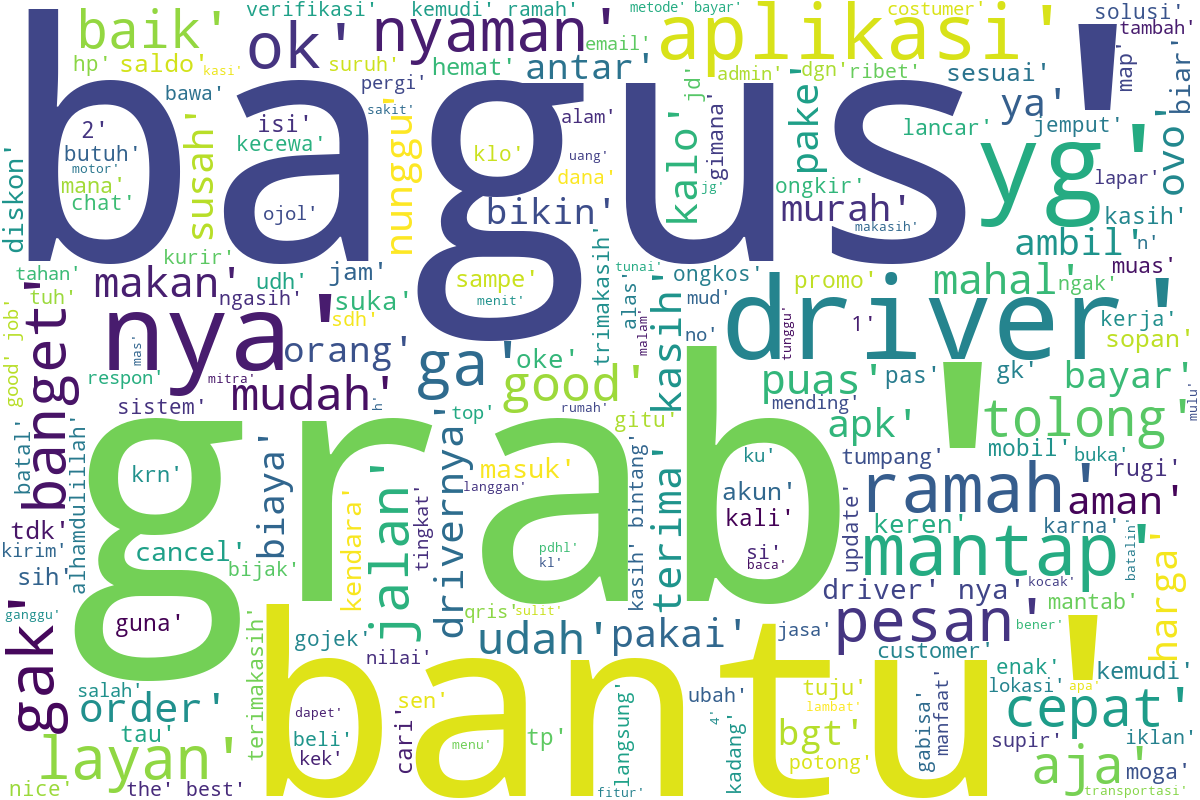 verifikasi'
kemudi'
ramah'
metode'
bayar'
costumer'
solusi'
baik'
ok'
nyaman'
email'
aplikasi'
tambah'
hp'
saldo'
kasi'
suruh'
hemat'
antar'
admin'
dgn'
ribet'
sesuai'
map'
biar'
bawa'
pergi'
sakit'
jd'
pake'
ya'
bagus'
2'
isi'
alam'
gimana'
lancar'
jemput'
butuh'
motor'
kecewa'
nunggu'
klo'
uang'
kalo'
yg'
ovo'
diskon'
mana'
chat'
susah'
dana'
jg'
ongkir'
lapar'
ojol'
bikin'
murah'
makasih'
kasih'
kurir'
ambil'
n'
tahan'
makan'
udh'
jam'
sampe'
trimakasih'
tunai'
ongkos'
promo'
mahal'
muas'
ngak'
tuh'
ngasih'
suka'
menit'
alas'
mud'
good' job'
banget'
nya'
sdh'
malam'
kasih'
no'
driver'
1'
kerja'
sopan'
mas'
orang'
ga'
oke'
tunggu'
respon'
mitra'
mudah'
h'
good'
puas'
pas'
gk'
bayar'
sistem'
top'
rumah'
gitu'
mending'
apk'
tolong'
mulu'
batal'
grab'
drivernya'
tumpang'
mobil'
buka'
alhamdulillah'
krn'
biaya'
jalan'
masuk'
langgan'
kasih' bintang'
terima'
ku'
akun'
kali'
ramah'
aman'
rugi'
tdk'
kirim'
cancel'
tingkat'
update'
keren'
karna'
sih'
bijak'
kendara'
pdhl'
kl'
si'
baca'
mantap'
batalin'
harga'
ganggu'
gak'
guna'
qris'
sulit'
driver' nya'
kocak'
mantab'
terimakasih'
gojek'
nilai'
udah'
pakai'
jasa'
pesan'
bener'
customer'
salah'
bantu'
enak'
kemudi'
lokasi'
apa'
order'
dapet'
sen'
ubah'
tuju'
lambat'
cepat'
tau'
beli'
cari'
menu'
tp'
langsung'
4'
kadang'
bgt'
gabisa'
manfaat'
supir'
iklan'
layan'
kek'
potong'
aja'
moga'
nice'
the' best'
fitur'
transportasi'